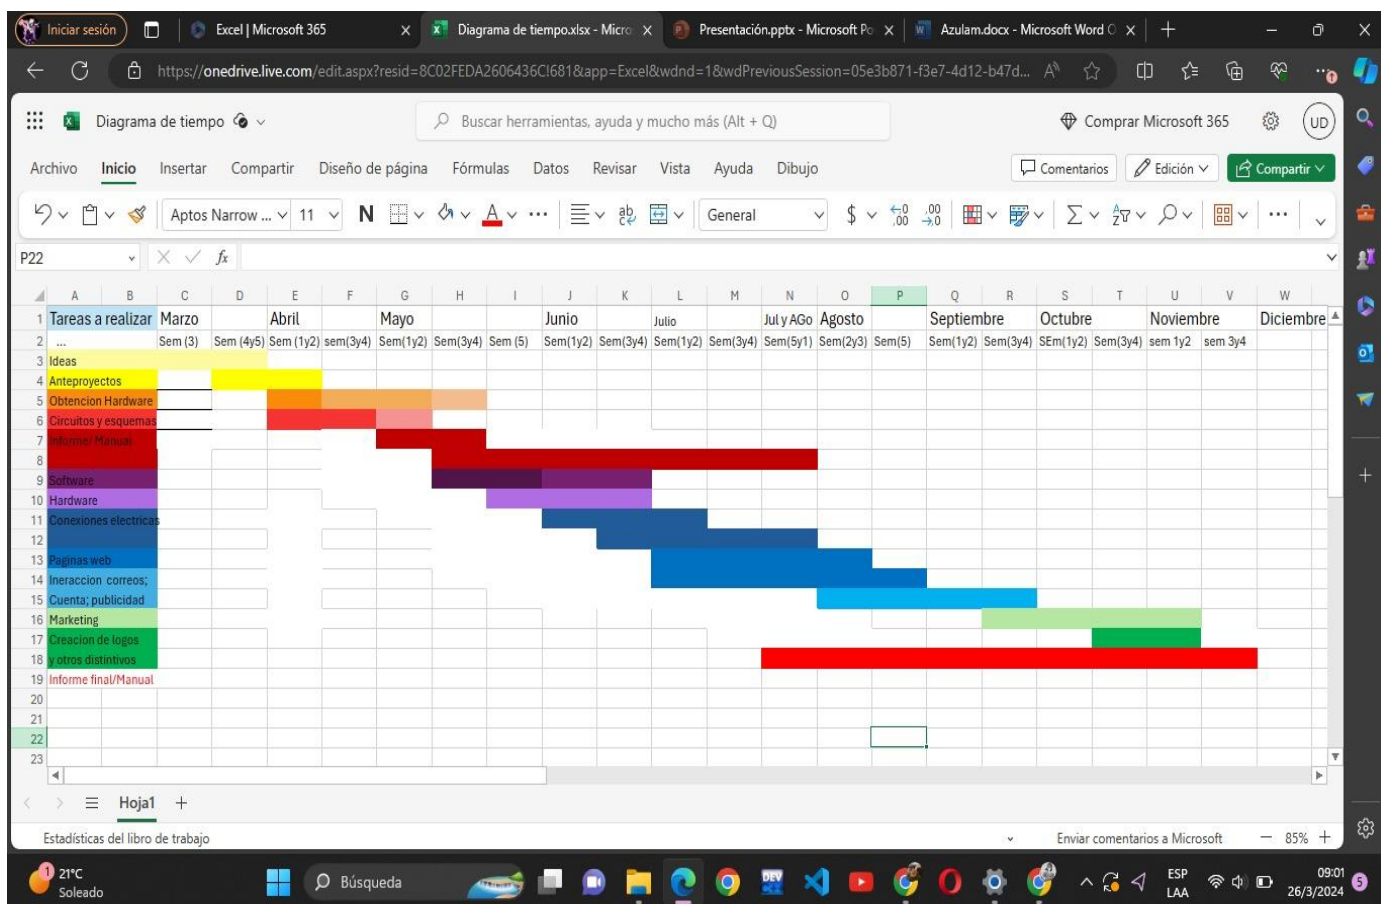 Iniciar sesión
Excel | Microsoft 365
Diagrama de tiempo.xlsx - Micro
Presentación.pptx - Microsoft Po
Azulam.docx - Microsoft Word O
https://onedrive.live.com/edit.aspx?resid=8C02FEDA2606436C!681&app=Excel&wdnd=1&wdPreviousSession=05e3b871-f3e7-4d12-b47d...
Diagrama de tiempo
Buscar herramientas, ayuda y mucho más (Alt + Q)
Comprar Microsoft 365
UD
Archivo Inicio Insertar Compartir Diseño de página Fórmulas Datos Revisar Vista Ayuda Dibujo
Comentarios Edición Compartir
Aptos Narrow ... 11 N General
P22 fx
A B C D E F G H I J K L M N O P Q R S T U V W
1 Tareas a realizar Marzo Abril Mayo Junio Julio Jul y AGo Agosto Septiembre Octubre Noviembre Diciembre
2 ... Sem (3) Sem (4y5) Sem (1y2) sem(3y4) Sem(1y2) Sem(3y4) Sem (5) Sem(1y2) Sem(3y4) Sem(1y2) Sem(3y4) Sem(5y1) Sem(2y3) Sem(5) Sem(1y2) Sem(3y4) SEm(1y2) Sem(3y4) sem 1y2 sem 3y4
3 Ideas
4 Anteproyectos
5 Obtencion Hardware
6 Circuitos y esquemas
7 Informe/ Manual
8
9 Software
10 Hardware
11 Conexiones electricas
12
13 Paginas web
14 Ineraccion correos;
15 Cuenta; publicidad
16 Marketing
17 Creacion de logos
18 y otros distintivos
19 Informe final/Manual
20
21
22
23
Hoja1
Estadísticas del libro de trabajo
Enviar comentarios a Microsoft
85%
1
21°C
Soleado
Búsqueda
DEV
ESP
LAA
09:01
26/3/2024
5